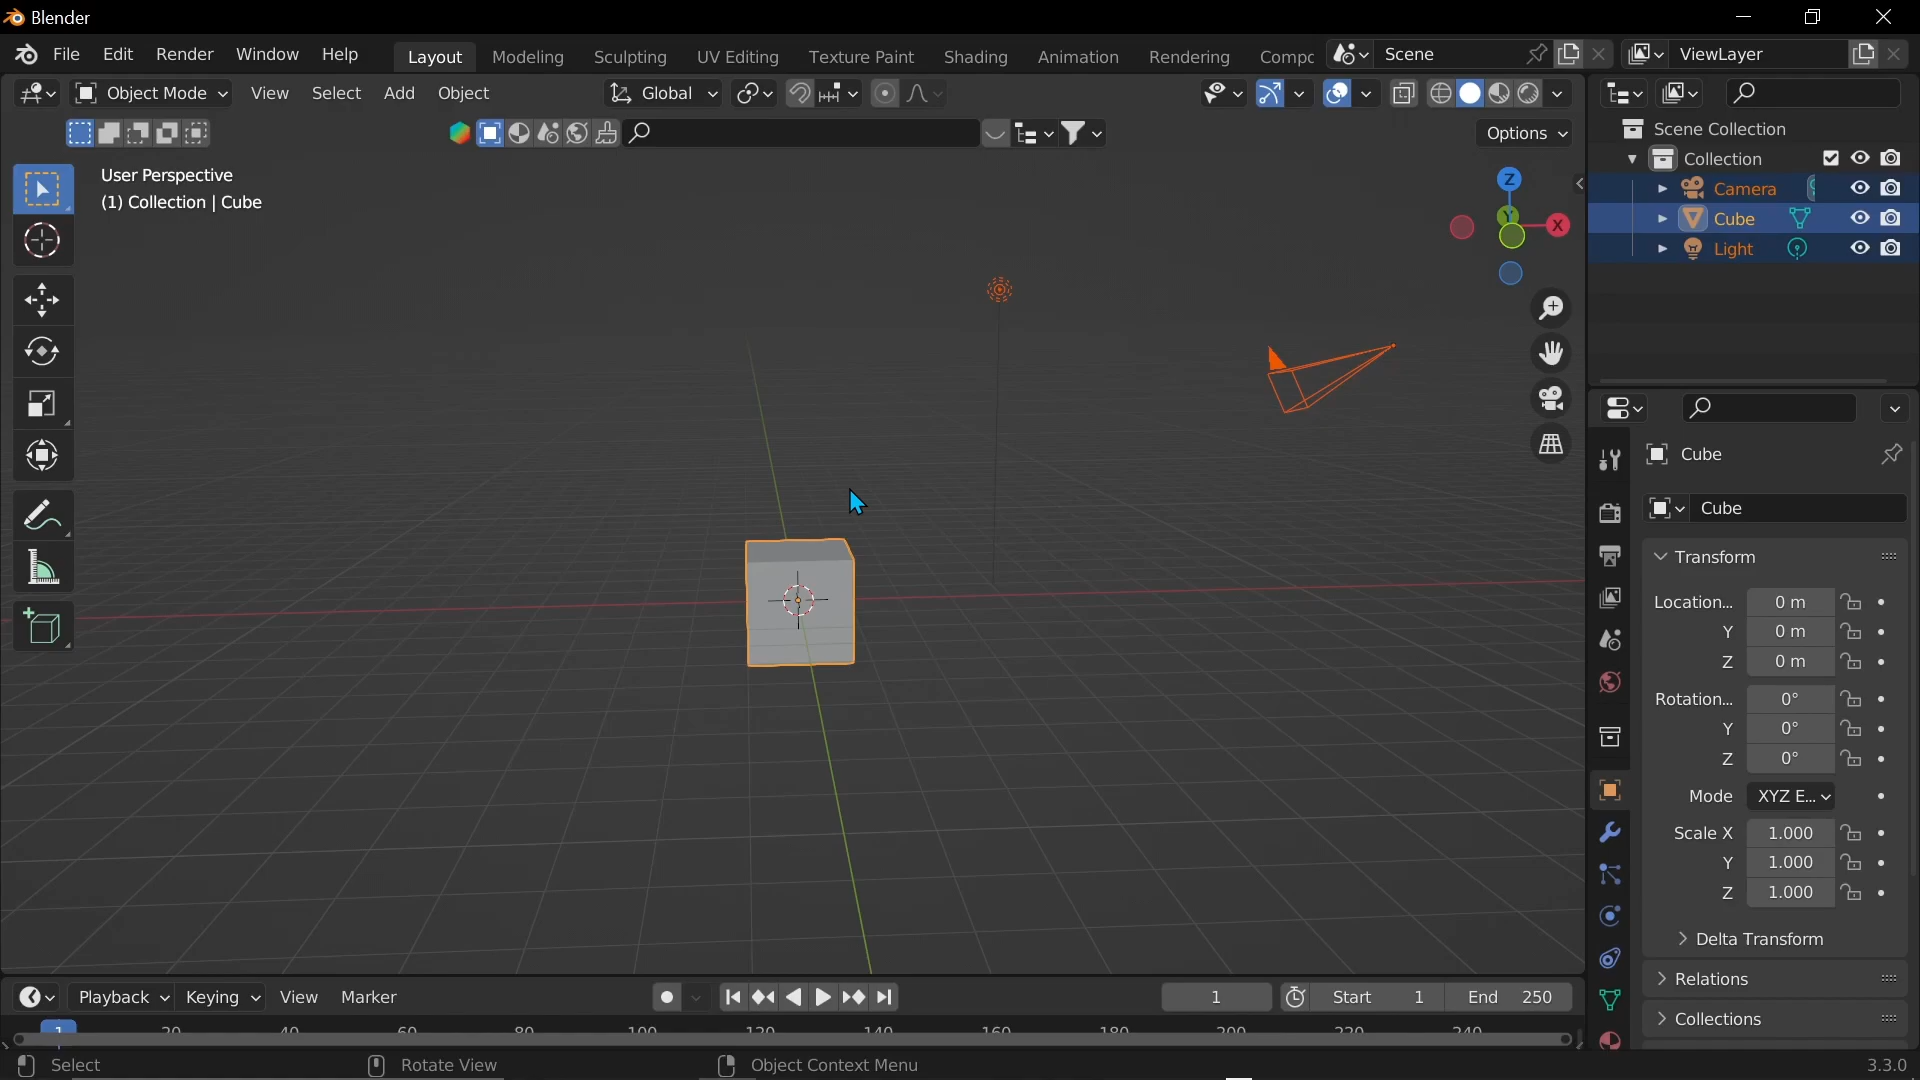 Blender
File Edit Render Window Help Layout Modeling Sculpting UV Editing Texture Paint Shading Animation Rendering Compc Scene ViewLayer
Object Mode View Select Add Object Global
Options
User Perspective
(1) Collection | Cube
Z
Y
X
Scene Collection
Collection
Camera
Cube
Light
Cube
Cube
Transform
Location... 0 m
Y 0 m
Z 0 m
Rotation... 0°
Y 0°
Z 0°
Mode XYZ E...
Scale X 1.000
Y 1.000
Z 1.000
Delta Transform
Relations
Collections
Playback Keying View Marker 1 Start 1 End 250
1 20 40 60 80 100 120 140 160 180 200 220 240
Select Rotate View Object Context Menu 3.3.0